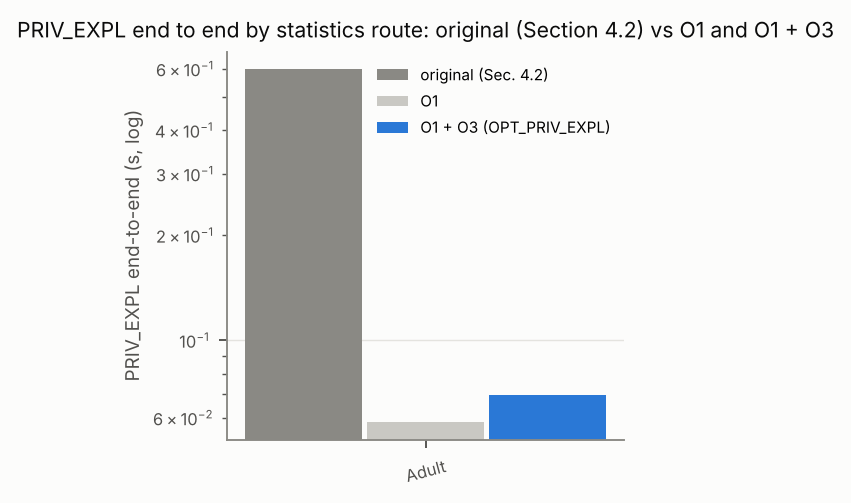 PRIV_EXPL end to end by statistics route: original (Section 4.2) vs O1 and O1 + O3
PRIV_EXPL end-to-end (s, log)
6 × 10⁻¹
4 × 10⁻¹
3 × 10⁻¹
2 × 10⁻¹
10⁻¹
6 × 10⁻²
original (Sec. 4.2)
O1
O1 + O3 (OPT_PRIV_EXPL)
Adult